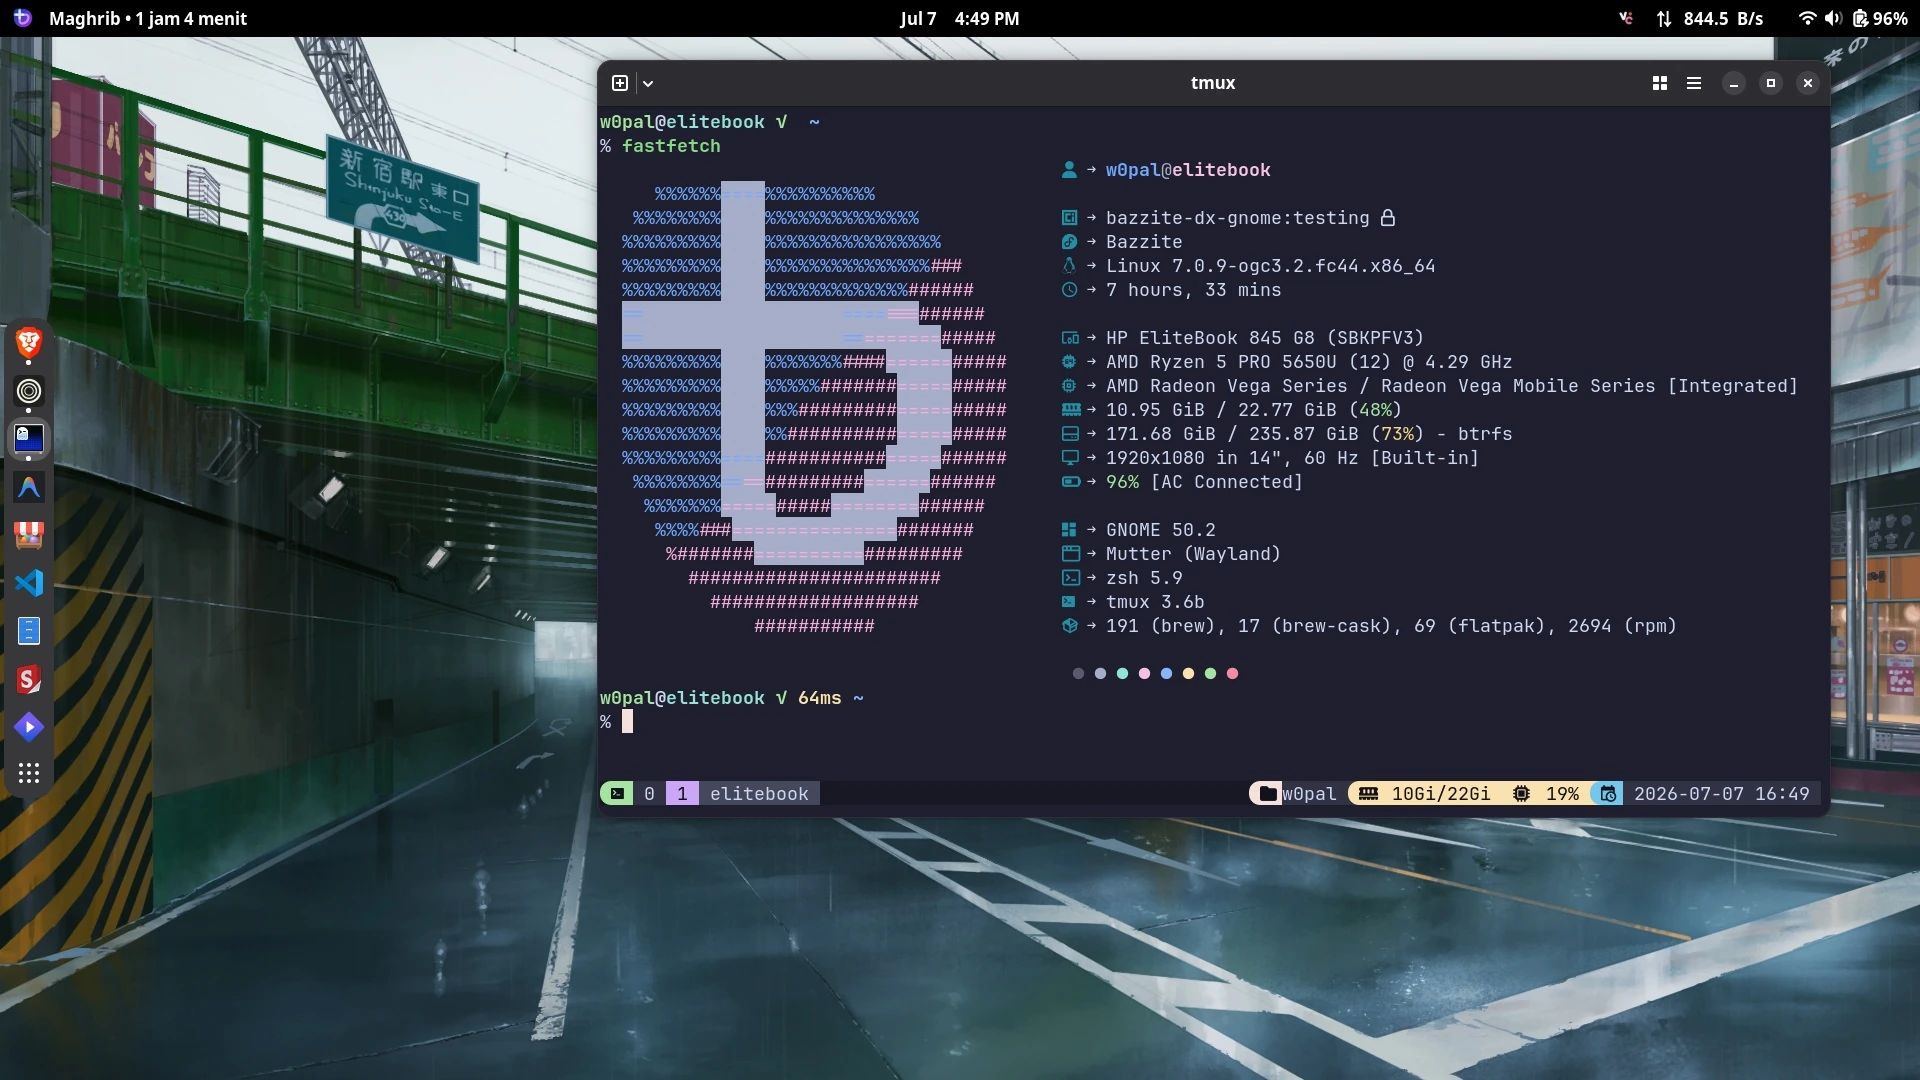 Maghrib • 1 jam 4 menit
Jul 7 4:49 PM
844.5 B/s
96%
tmux
新宿駅東口
Shinjuku Sta-E
430
w0pal@elitebook √ ~
% fastfetch
→ w0pal@elitebook
%%%%%%====%%%%%%%%%%
%%%%%%%% %%%%%%%%%%%%%% → bazzite-dx-gnome:testing
%%%%%%%%% %%%%%%%%%%%%%%%% → Bazzite
%%%%%%%%% %%%%%%%%%%%%%%%### → Linux 7.0.9-ogc3.2.fc44.x86_64
%%%%%%%%% %%%%%%%%%%%%%###### → 7 hours, 33 mins
== ====###======
== =========##### → HP EliteBook 845 G8 (SBKPFV3)
%%%%%%%%% %%%%%%%####======##### → AMD Ryzen 5 PRO 5650U (12) @ 4.29 GHz
%%%%%%%%% %%%%%#######=====##### → AMD Radeon Vega Series / Radeon Vega Mobile Series [Integrated]
%%%%%%%%% %%%#########=====##### → 10.95 GiB / 22.77 GiB (48%)
%%%%%%%%% %%##########=====##### → 171.68 GiB / 235.87 GiB (73%) - btrfs
%%%%%%%%%====###########=====###### → 1920x1080 in 14", 60 Hz [Built-in]
%%%%%%%%====#########======###### → 96% [AC Connected]
%%%%%%%=====#####========######
%%%%###===============####### → GNOME 50.2
%#######==========######### → Mutter (Wayland)
####################### → zsh 5.9
################### → tmux 3.6b
########### → 191 (brew), 17 (brew-cask), 69 (flatpak), 2694 (rpm)
w0pal@elitebook √ 64ms ~
%
0 1 elitebook w0pal 10Gi/22Gi 19% 2026-07-07 16:49